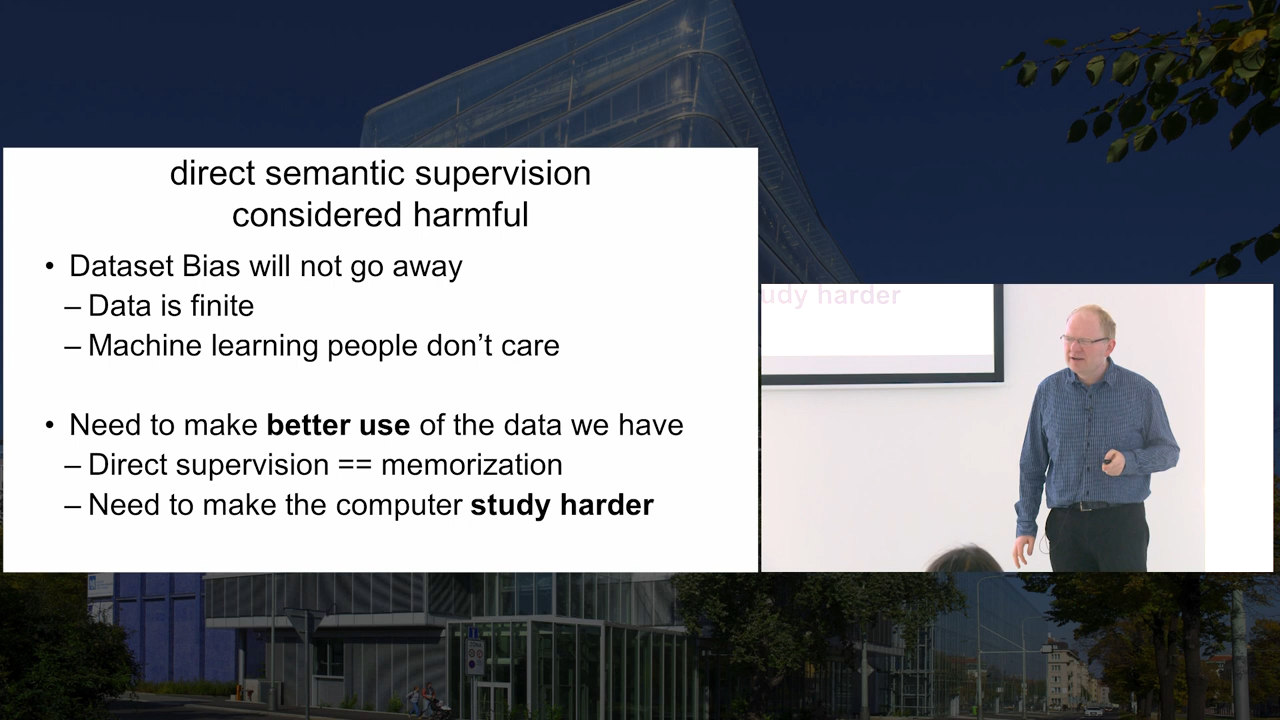 direct semantic supervision
considered harmful
• Dataset Bias will not go away
– Data is finite
– Machine learning people don’t care
• Need to make better use of the data we have
– Direct supervision == memorization
– Need to make the computer study harder
udy harder